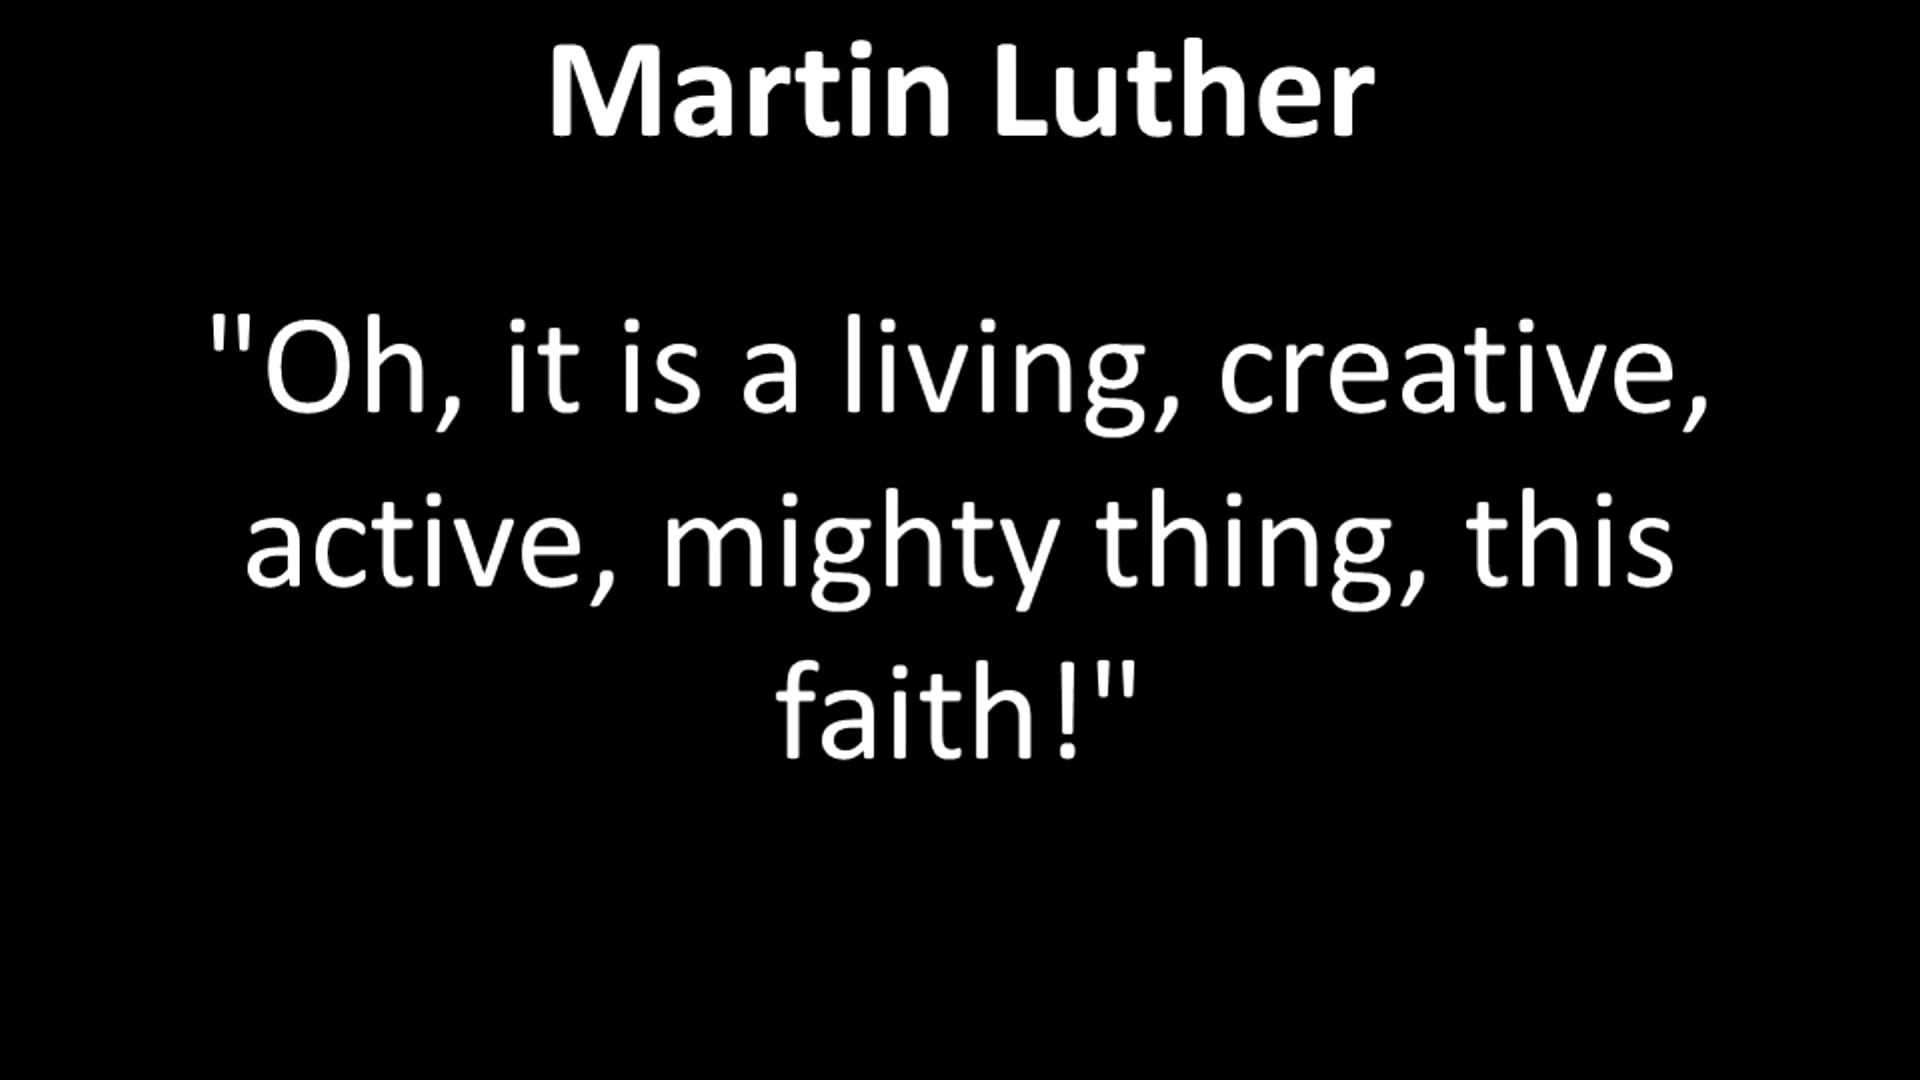 Martin Luther
"Oh, it is a living, creative,
active, mighty thing, this
faith!"